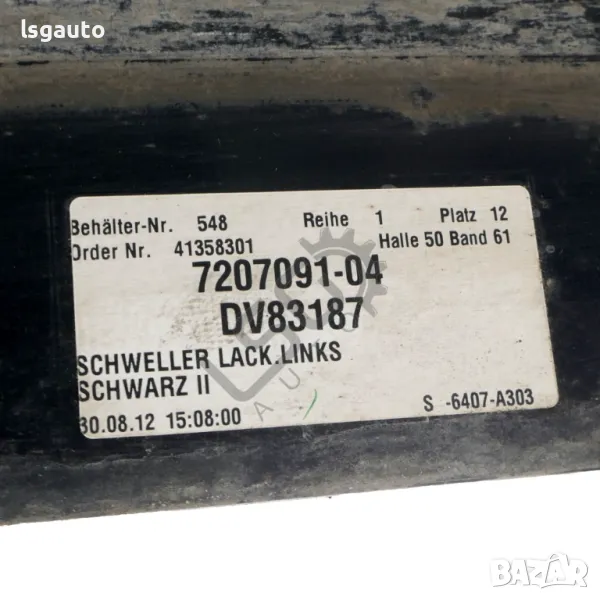 lsgauto
Behälter-Nr. 548 Reihe 1 Platz 12
Order Nr. 41358301 Halle 50 Band 61
7207091-04
DV83187
SCHWELLER LACK.LINKS
SCHWARZ II
30.08.12 15:08:00 S -6407-A303
AUTO
BAZAR